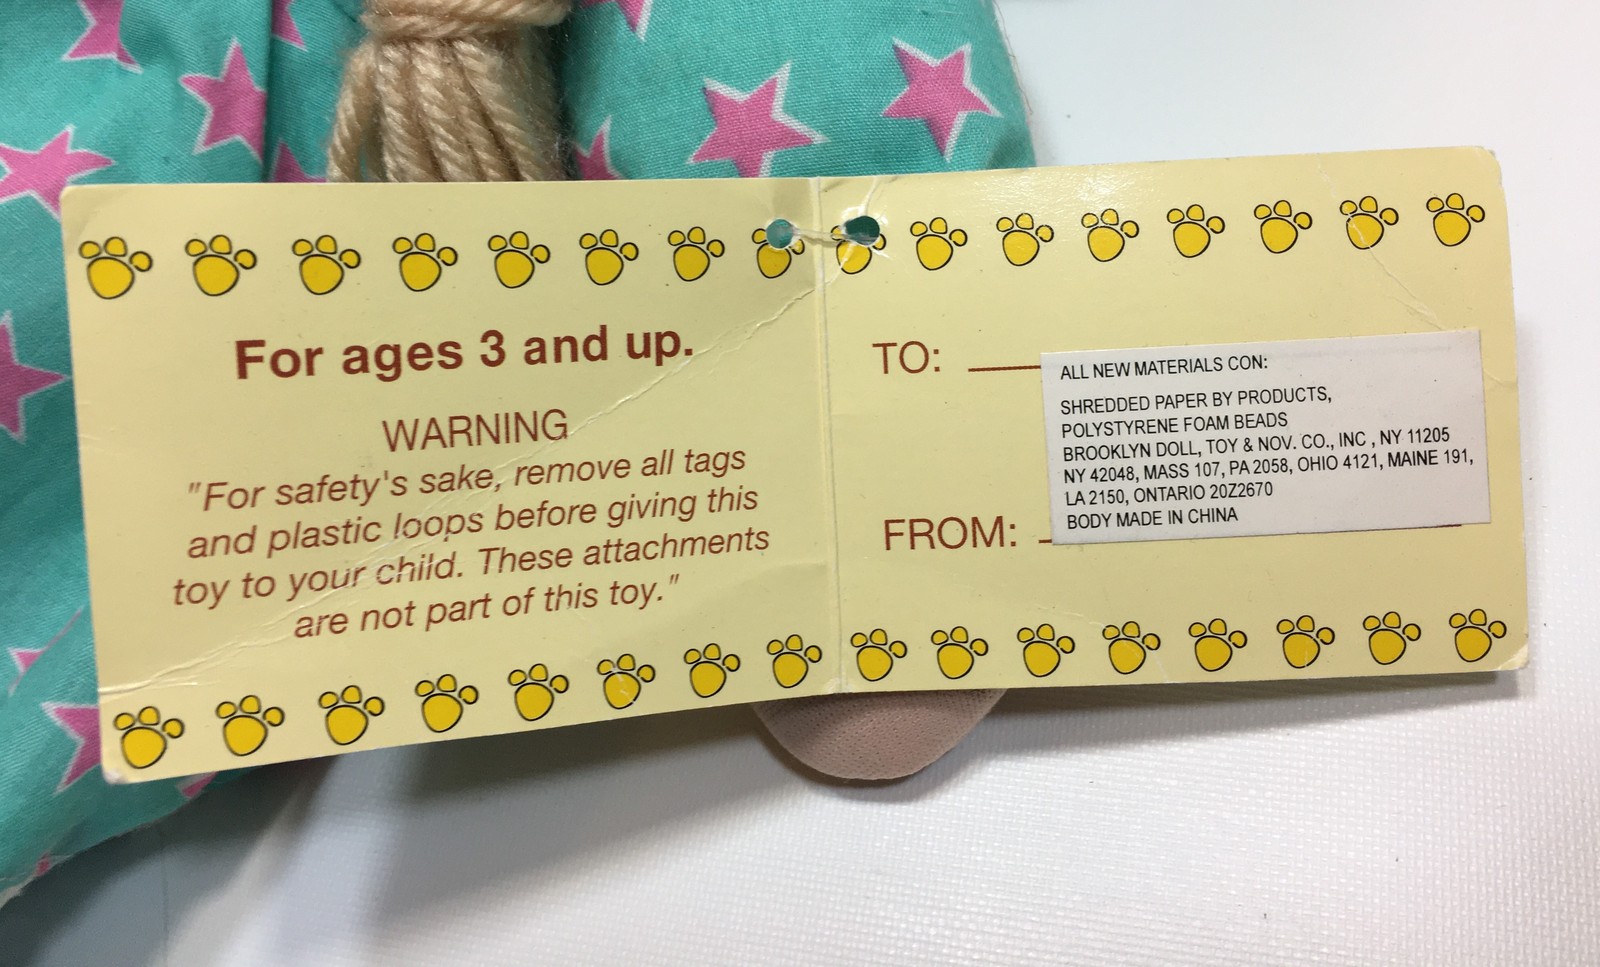 For ages 3 and up.
WARNING
"For safety's sake, remove all tags
and plastic loops before giving this
toy to your child. These attachments
are not part of this toy."
TO:
FROM:
ALL NEW MATERIALS CON:
SHREDDED PAPER BY PRODUCTS,
POLYSTYRENE FOAM BEADS
BROOKLYN DOLL, TOY & NOV. CO., INC , NY 11205
NY 42048, MASS 107, PA 2058, OHIO 4121, MAINE 191,
LA 2150, ONTARIO 20Z2670
BODY MADE IN CHINA